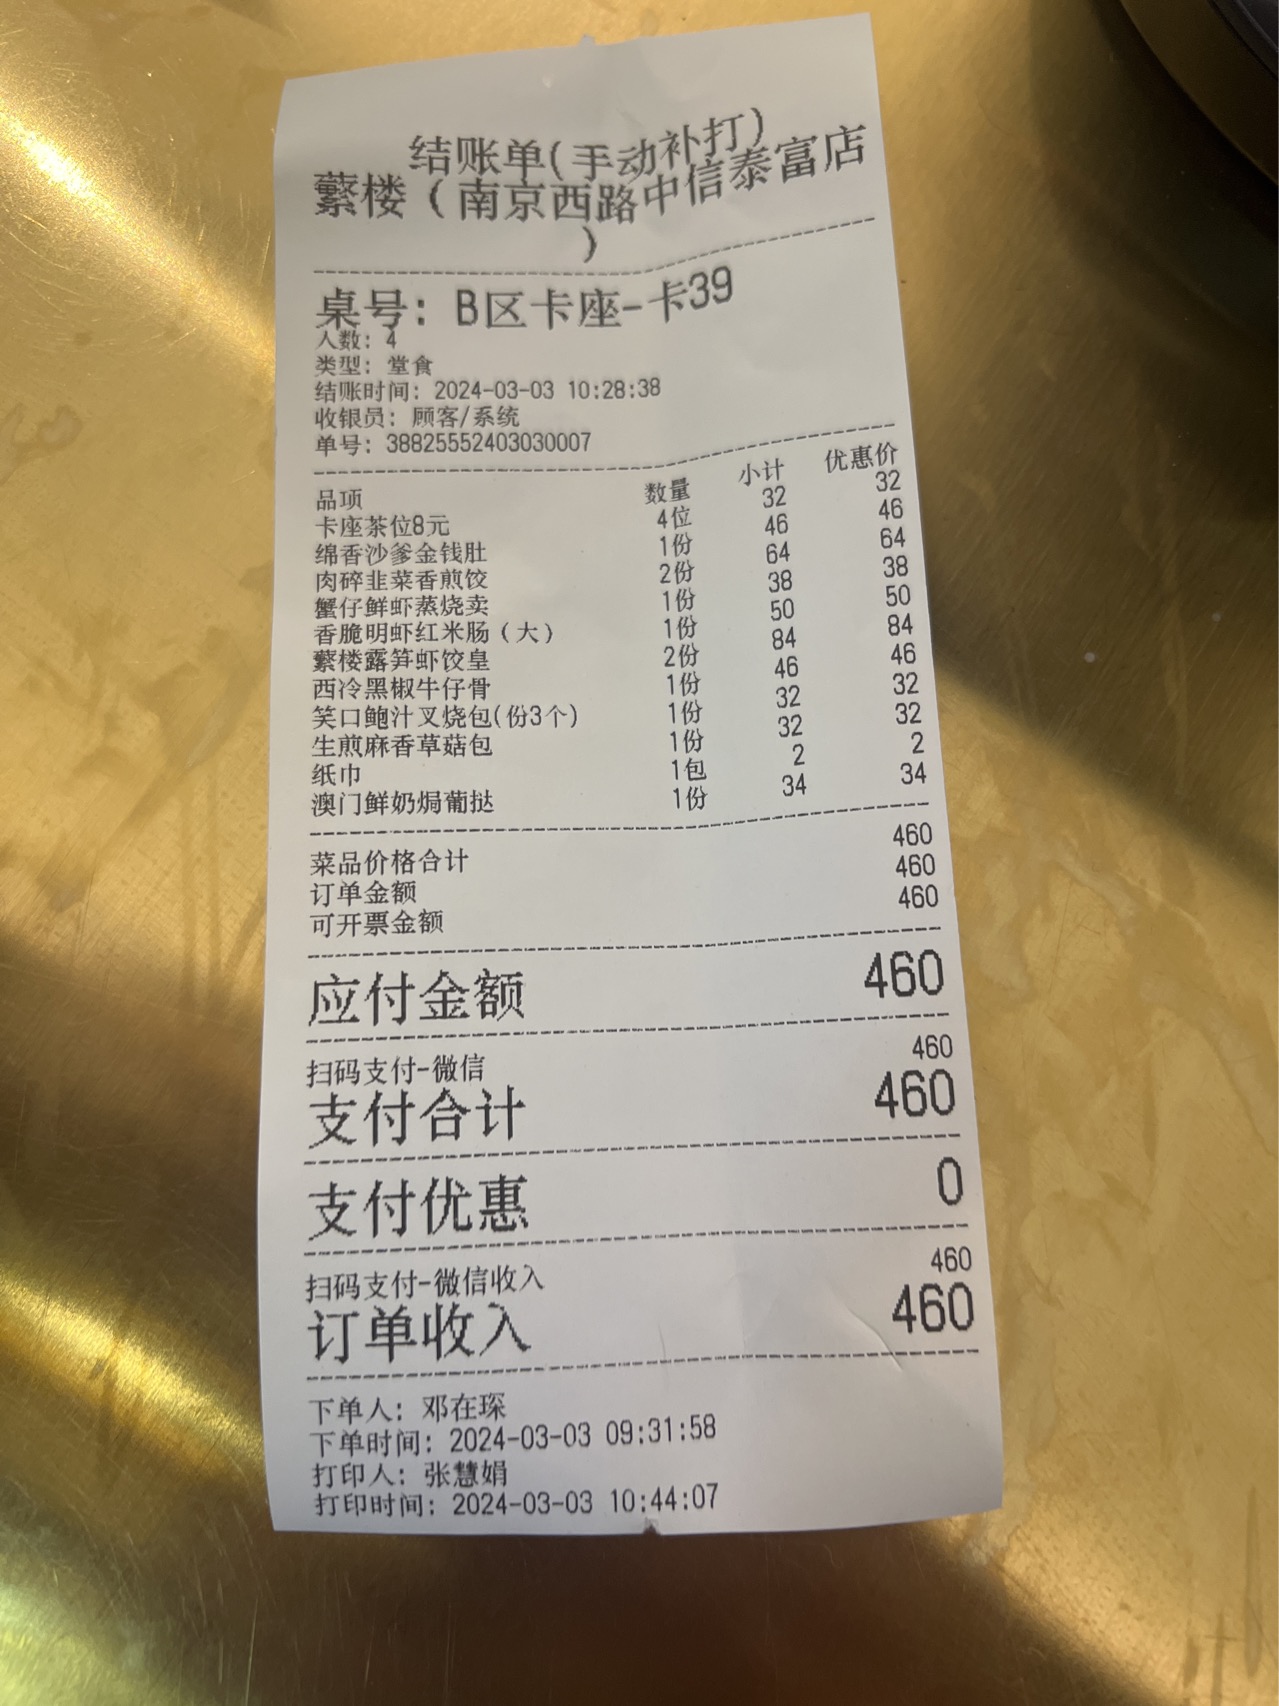 结账单(手动补打)
蘩楼（南京西路中信泰富店
）
桌号: B区卡座-卡39
人数: 4
类型: 堂食
结账时间: 2024-03-03 10:28:38
收银员: 顾客/系统
单号: 38825552403030007
品项 数量 小计 优惠价
卡座茶位8元 4位 32 32
绵香沙爹金钱肚 1份 46 46
肉碎韭菜香煎饺 2份 64 64
蟹仔鲜虾蒸烧卖 1份 38 38
香脆明虾红米肠（大） 1份 50 50
蘩楼露笋虾饺皇 2份 84 84
西冷黑椒牛仔骨 1份 46 46
笑口鲍汁叉烧包(份3个) 1份 32 32
生煎麻香草菇包 1份 32 32
纸巾 1包 2 2
澳门鲜奶焗葡挞 1份 34 34
菜品价格合计 460
订单金额 460
可开票金额 460
应付金额 460
扫码支付-微信 460
支付合计 460
支付优惠 0
扫码支付-微信收入 460
订单收入 460
下单人: 邓在琛
下单时间: 2024-03-03 09:31:58
打印人: 张慧娟
打印时间: 2024-03-03 10:44:07